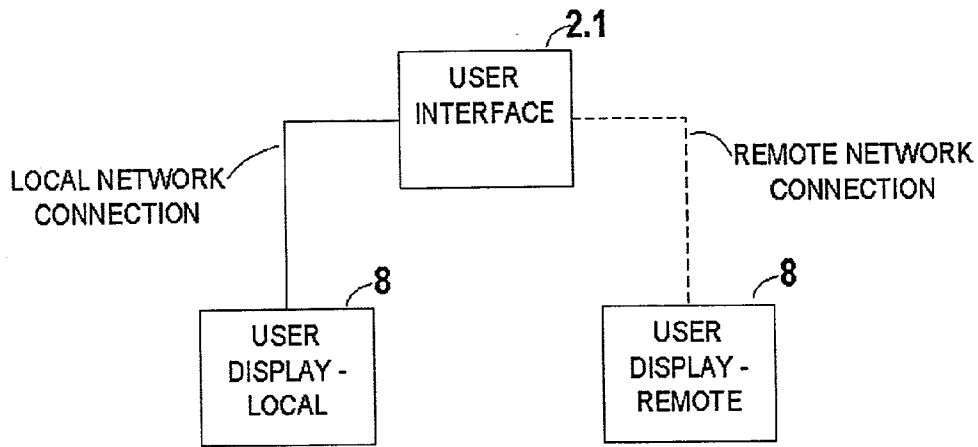 2.1
USER
INTERFACE
LOCAL NETWORK
CONNECTION
REMOTE NETWORK
CONNECTION
8
USER
DISPLAY -
LOCAL
8
USER
DISPLAY -
REMOTE